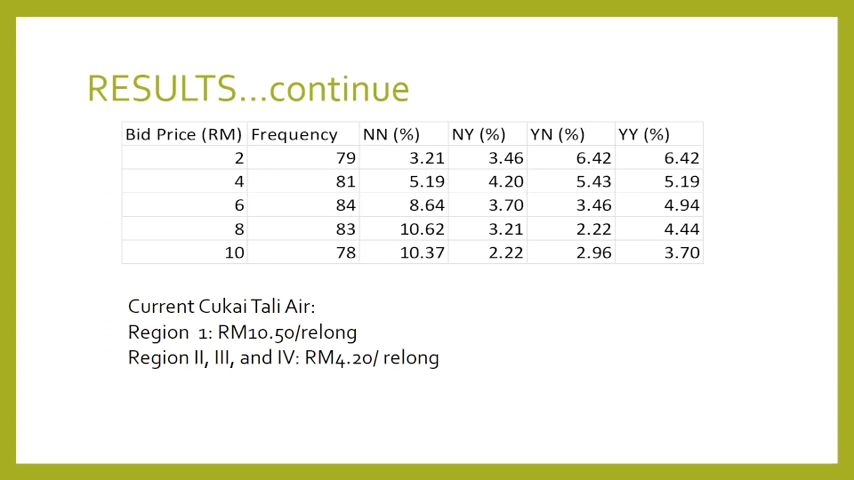 RESULTS...continue
Bid Price (RM) Frequency NN (%) NY (%) YN (%) YY (%)
2 79 3.21 3.46 6.42 6.42
4 81 5.19 4.20 5.43 5.19
6 84 8.64 3.70 3.46 4.94
8 83 10.62 3.21 2.22 4.44
10 78 10.37 2.22 2.96 3.70
Current Cukai Tali Air:
Region 1: RM10.50/relong
Region II, III, and IV: RM4.20/ relong